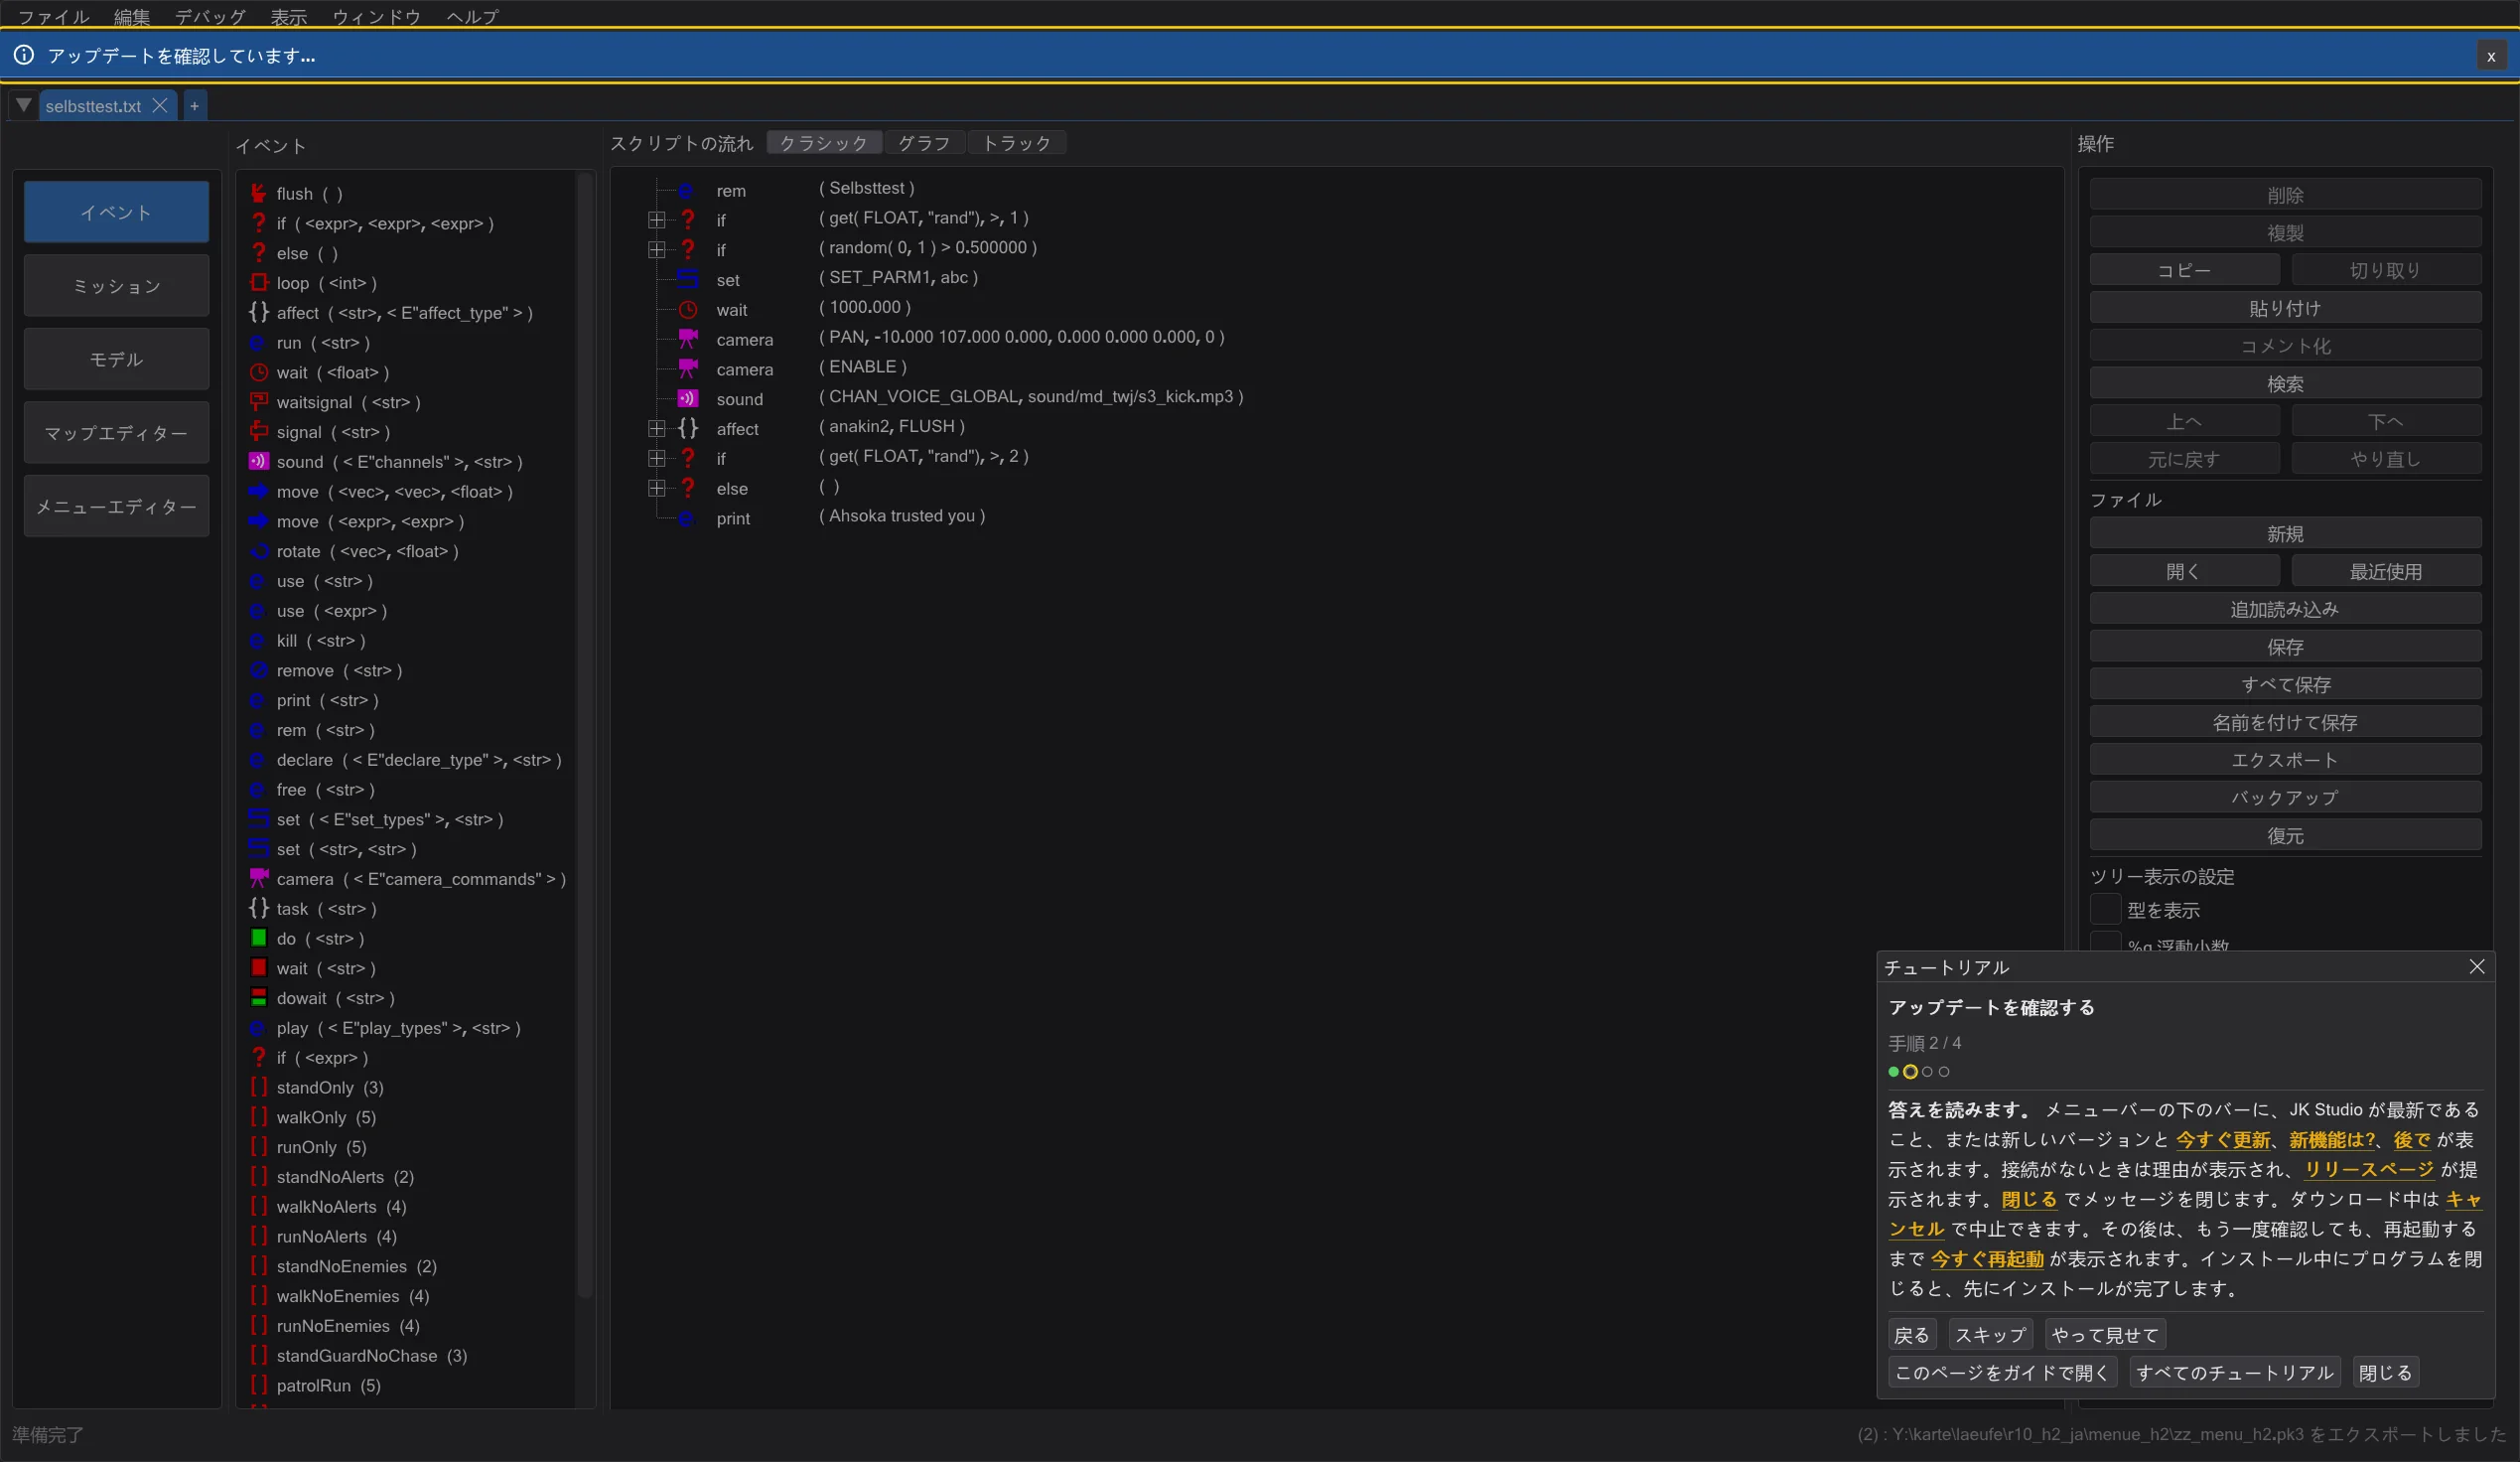 ファイル 編集 デバッグ 表示 ウィンドウ ヘルプ
アップデートを確認しています...
x
selbsttest.txt
+
イベント
ミッション
モデル
マップエディター
メニューエディター
イベント
flush ( )
if ( <expr>, <expr>, <expr> )
else ( )
loop ( <int> )
affect ( <str>, < E"affect_type" > )
run ( <str> )
wait ( <float> )
waitsignal ( <str> )
signal ( <str> )
sound ( < E"channels" >, <str> )
move ( <vec>, <vec>, <float> )
move ( <expr>, <expr> )
rotate ( <vec>, <float> )
use ( <str> )
use ( <expr> )
kill ( <str> )
remove ( <str> )
print ( <str> )
rem ( <str> )
declare ( < E"declare_type" >, <str> )
free ( <str> )
set ( < E"set_types" >, <str> )
set ( <str>, <str> )
camera ( < E"camera_commands" > )
task ( <str> )
do ( <str> )
wait ( <str> )
dowait ( <str> )
play ( < E"play_types" >, <str> )
if ( <expr> )
standOnly (3)
walkOnly (5)
runOnly (5)
standNoAlerts (2)
walkNoAlerts (4)
runNoAlerts (4)
standNoEnemies (2)
walkNoEnemies (4)
runNoEnemies (4)
standGuardNoChase (3)
patrolRun (5)
スクリプトの流れ クラシック グラフ トラック
rem ( Selbsttest )
if ( get( FLOAT, "rand"), >, 1 )
if ( random( 0, 1 ) > 0.500000 )
set ( SET_PARM1, abc )
wait ( 1000.000 )
camera ( PAN, -10.000 107.000 0.000, 0.000 0.000 0.000, 0 )
camera ( ENABLE )
sound ( CHAN_VOICE_GLOBAL, sound/md_twj/s3_kick.mp3 )
affect ( anakin2, FLUSH )
if ( get( FLOAT, "rand"), >, 2 )
else ( )
print ( Ahsoka trusted you )
操作
削除
複製
コピー 切り取り
貼り付け
コメント化
検索
上へ 下へ
元に戻す やり直し
ファイル
新規
開く 最近使用
追加読み込み
保存
すべて保存
名前を付けて保存
エクスポート
バックアップ
復元
ツリー表示の設定
型を表示
%g 浮動小数
チュートリアル
アップデートを確認する
手順 2 / 4
答えを読みます。 メニューバーの下のバーに、JK Studio が最新である
こと、または新しいバージョンと 今すぐ更新、新機能は?、後で が表
示されます。接続がないときは理由が表示され、リリースページ が提
示されます。閉じる でメッセージを閉じます。ダウンロード中は キャ
ンセル で中止できます。その後は、もう一度確認しても、再起動する
まで 今すぐ再起動 が表示されます。インストール中にプログラムを閉
じると、先にインストールが完了します。
戻る スキップ やって見せて
このページをガイドで開く すべてのチュートリアル 閉じる
準備完了
(2) : Y:\karte\laeufe\r10_h2_ja\menue_h2\zz_menu_h2.pk3 をエクスポートしました